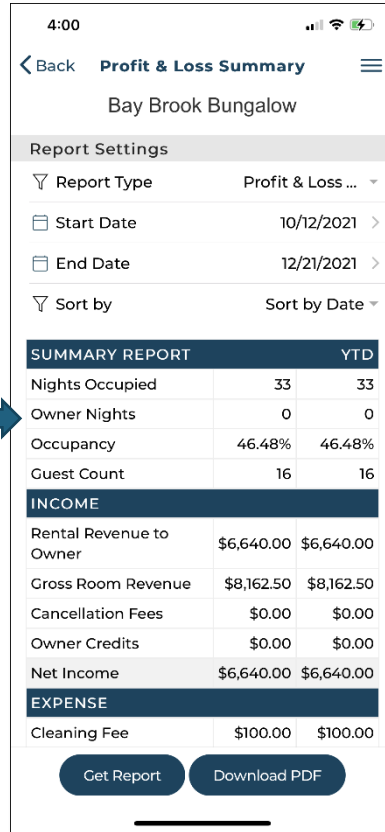 4:00
Back Profit & Loss Summary
Bay Brook Bungalow
Report Settings
Report Type Profit & Loss ...
Start Date 10/12/2021
End Date 12/21/2021
Sort by Sort by Date
SUMMARY REPORT YTD
Nights Occupied 33 33
Owner Nights 0 0
Occupancy 46.48% 46.48%
Guest Count 16 16
INCOME
Rental Revenue to
Owner $6,640.00 $6,640.00
Gross Room Revenue $8,162.50 $8,162.50
Cancellation Fees $0.00 $0.00
Owner Credits $0.00 $0.00
Net Income $6,640.00 $6,640.00
EXPENSE
Cleaning Fee $100.00 $100.00
Get Report Download PDF